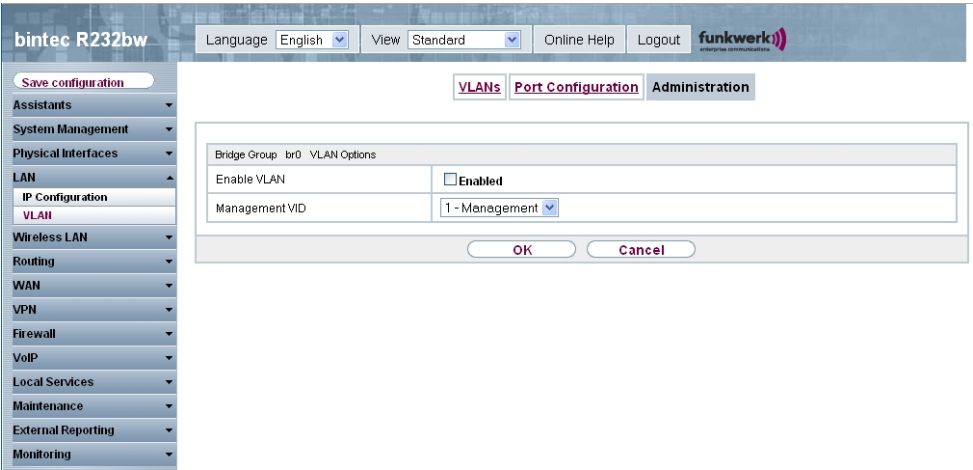 bintec R232bw
Language English View Standard Online Help Logout funkwerk
enterprise communications
Save configuration
VLANs Port Configuration Administration
Assistants
System Management
Physical Interfaces
LAN
IP Configuration
VLAN
Wireless LAN
Routing
WAN
VPN
Firewall
VoIP
Local Services
Maintenance
External Reporting
Monitoring
Bridge Group br0 VLAN Options
Enable VLAN Enabled
Management VID 1 - Management
OK Cancel